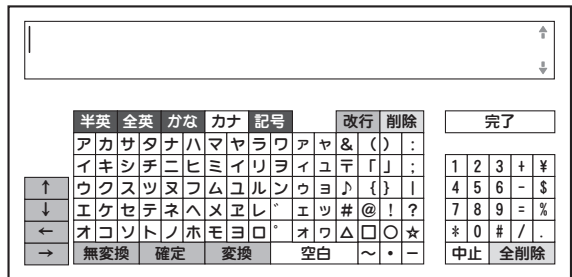 半英 全英 かな カナ 記号 改行 削除 完了
ア カ サ タ ナ ハ マ ヤ ラ ワ ァ ャ & ( ) :
イ キ シ チ ニ ヒ ミ イ リ ヲ ィ ュ 〒 「 」 ; 1 2 3 + ¥
↑ ウ ク ス ツ ヌ フ ム ユ ル ン ゥ ョ ♪ { } | 4 5 6 - $
↓ エ ケ セ テ ネ ヘ メ ヱ レ ゛ ェ ッ # @ ! ? 7 8 9 = %
← オ コ ソ ト ノ ホ モ ヨ ロ ゜ ォ ヮ △ □ ○ ☆ * 0 # / .
→ 無変換 確定 変換 空白 ~ ・ ー 中止 全削除